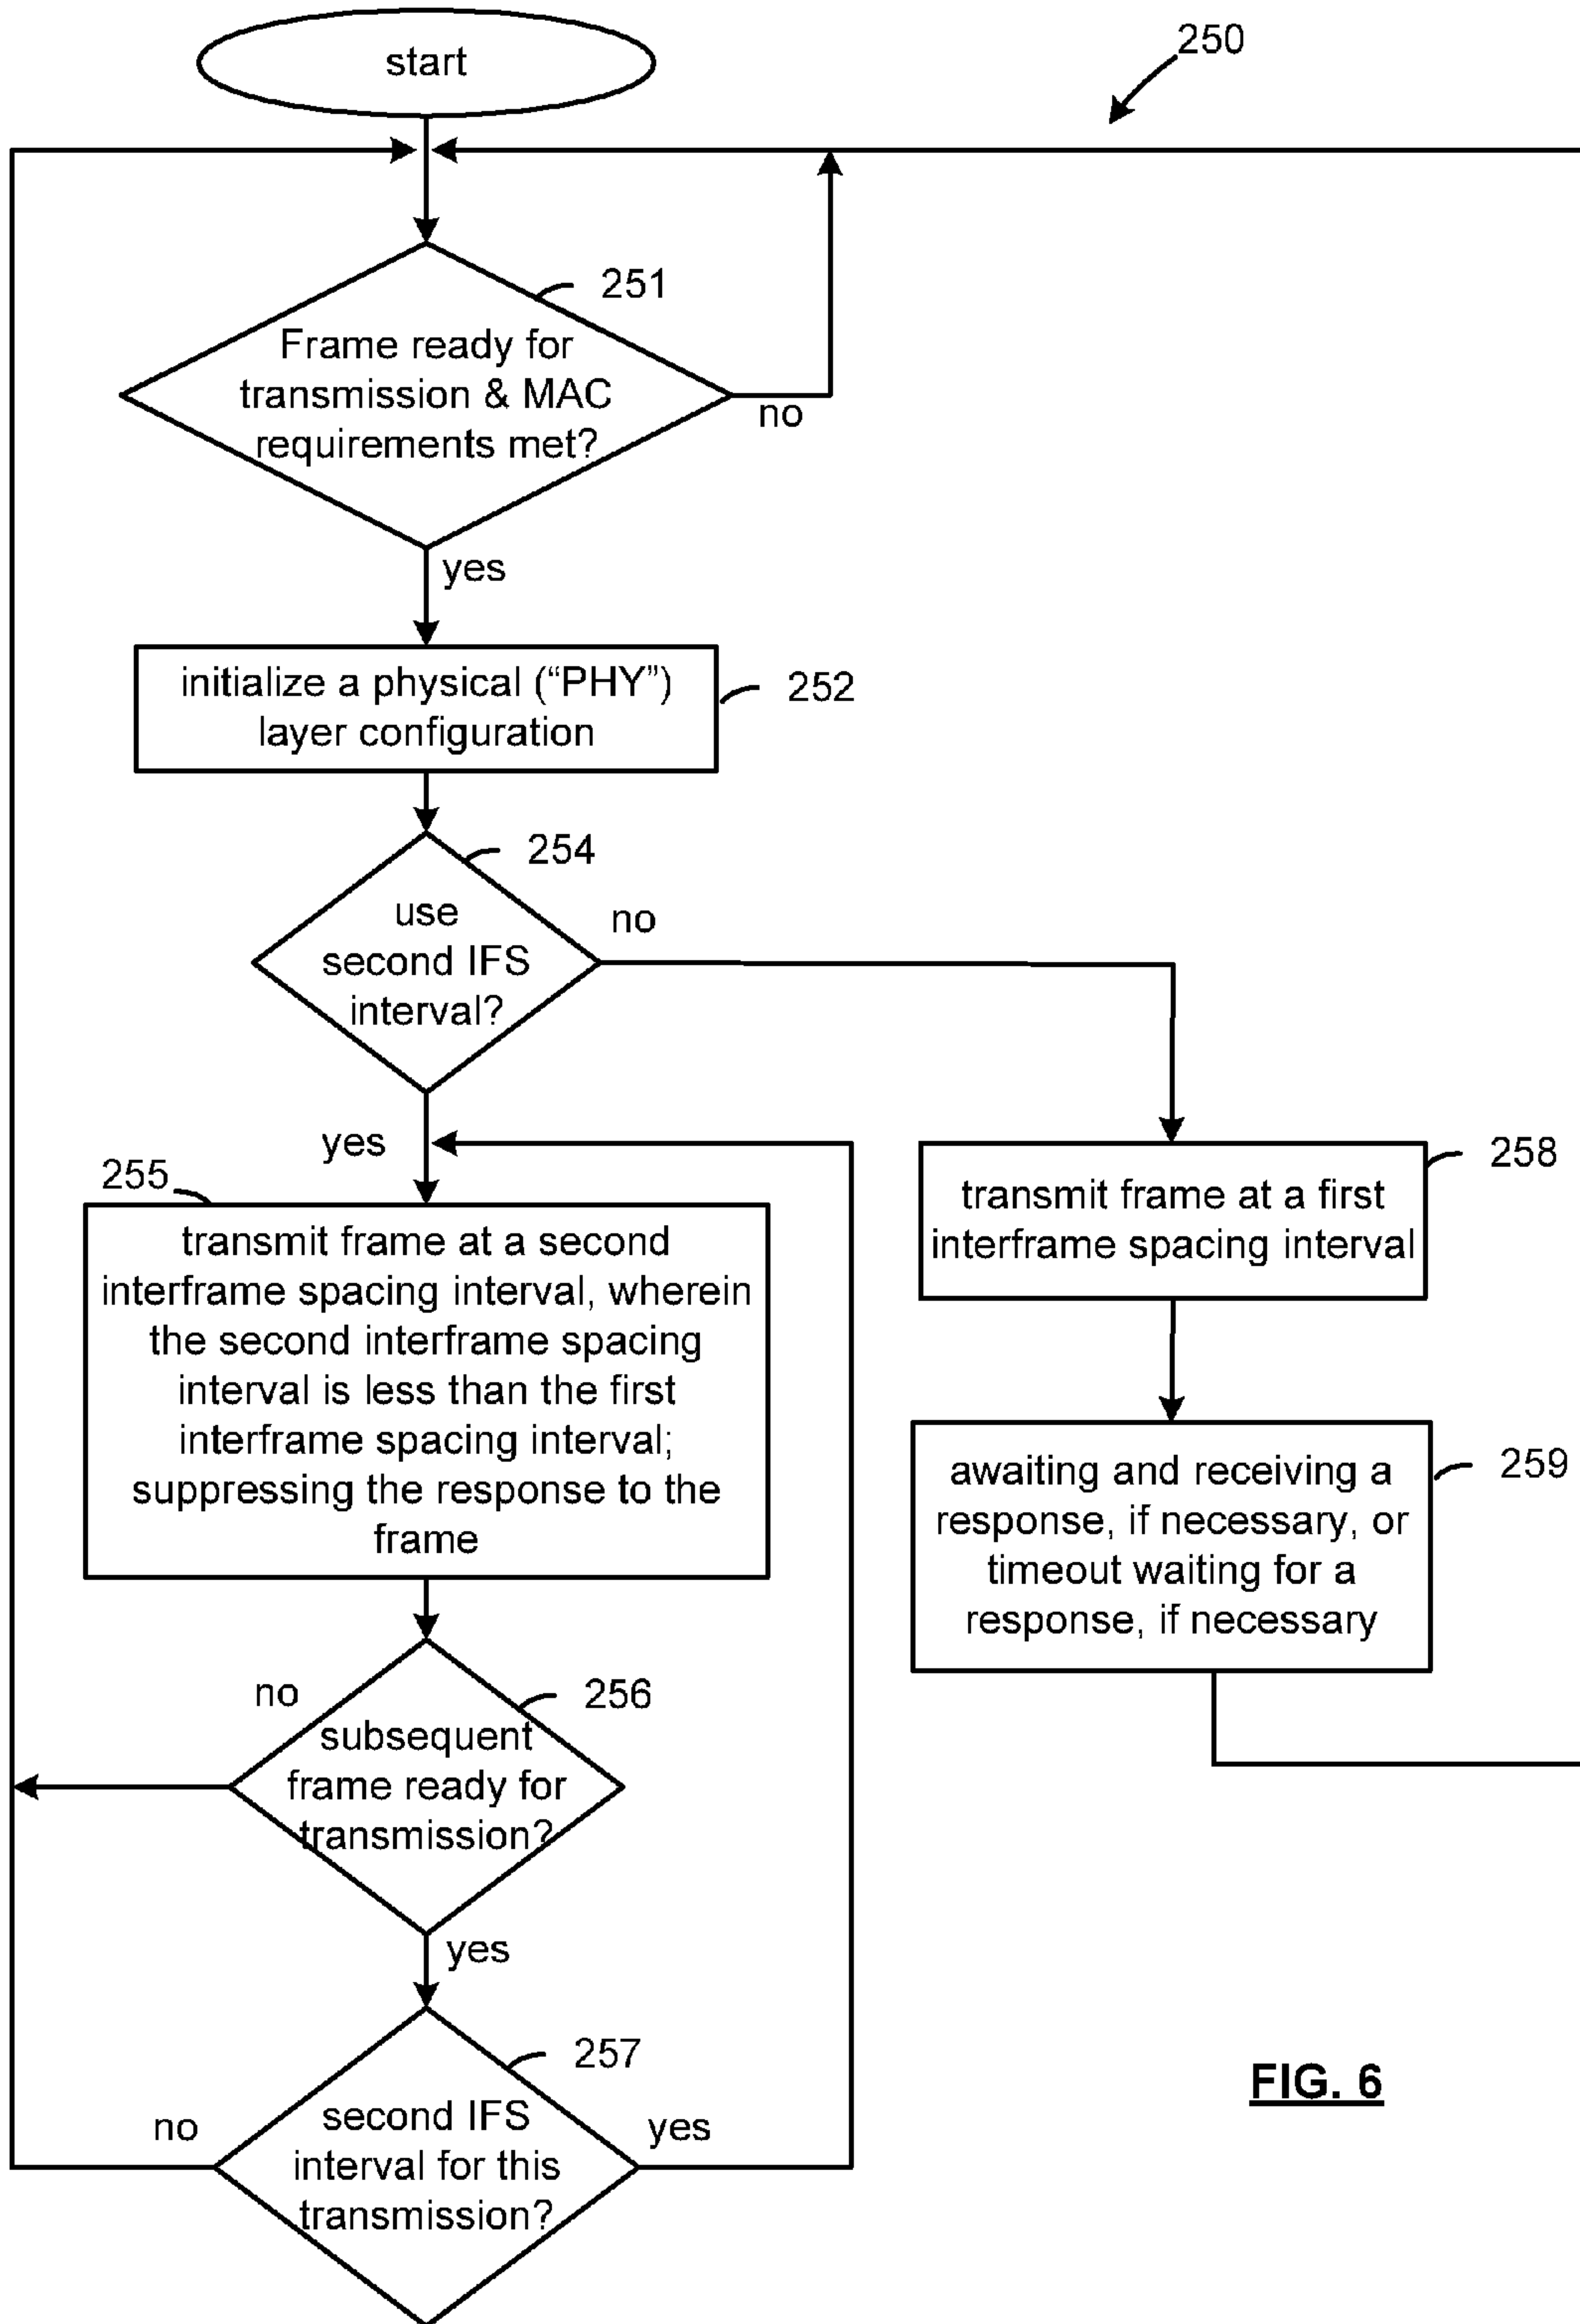 start
250
251
Frame ready for
transmission & MAC
requirements met?
no
yes
initialize a physical (“PHY”)
layer configuration
252
254
use
second IFS
interval?
no
yes
255
transmit frame at a second
interframe spacing interval, wherein
the second interframe spacing
interval is less than the first
interframe spacing interval;
suppressing the response to the
frame
258
transmit frame at a first
interframe spacing interval
259
awaiting and receiving a
response, if necessary, or
timeout waiting for a
response, if necessary
no
256
subsequent
frame ready for
transmission?
yes
257
no
second IFS
interval for this
transmission?
yes
FIG. 6